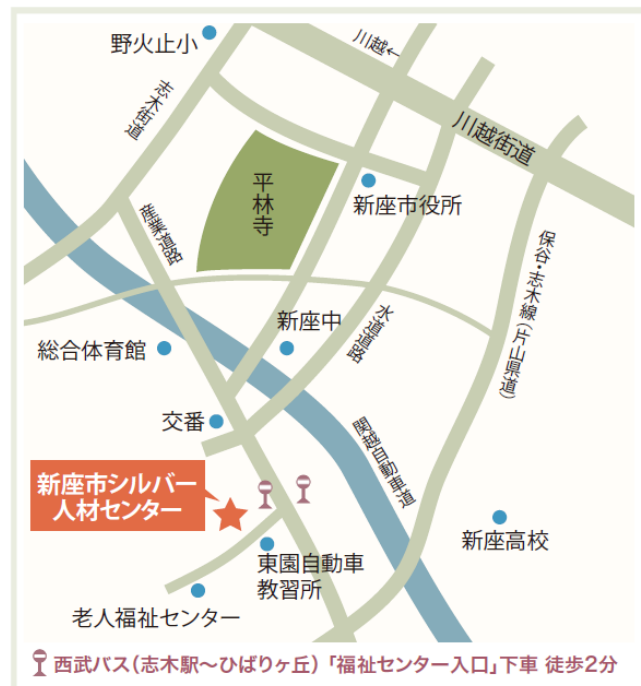 野火止小
川越←
志木街道
川越街道
平林寺
新座市役所
産業道路
保谷・志木線（片山県道）
新座中
水道道路
総合体育館
交番
関越自動車道
新座市シルバー
人材センター
新座高校
東園自動車
教習所
老人福祉センター
西武バス（志木駅～ひばりヶ丘）「福祉センター入口」下車 徒歩2分